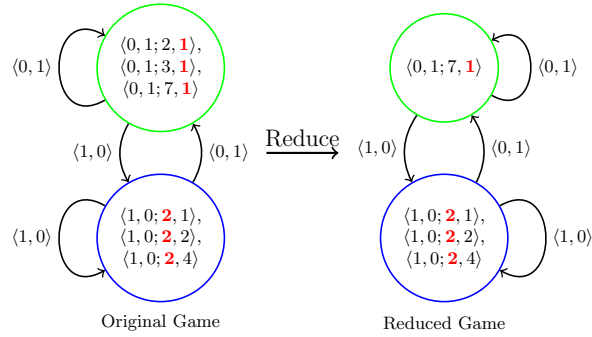 ⟨0, 1; 2, 1⟩,
⟨0, 1; 3, 1⟩,
⟨0, 1; 7, 1⟩
⟨0, 1⟩
⟨1, 0⟩
⟨0, 1⟩
⟨1, 0; 2, 1⟩,
⟨1, 0; 2, 2⟩,
⟨1, 0; 2, 4⟩
⟨1, 0⟩
Original Game
Reduce
⟨0, 1; 7, 1⟩
⟨0, 1⟩
⟨1, 0⟩
⟨0, 1⟩
⟨1, 0; 2, 1⟩,
⟨1, 0; 2, 2⟩,
⟨1, 0; 2, 4⟩
⟨1, 0⟩
Reduced Game